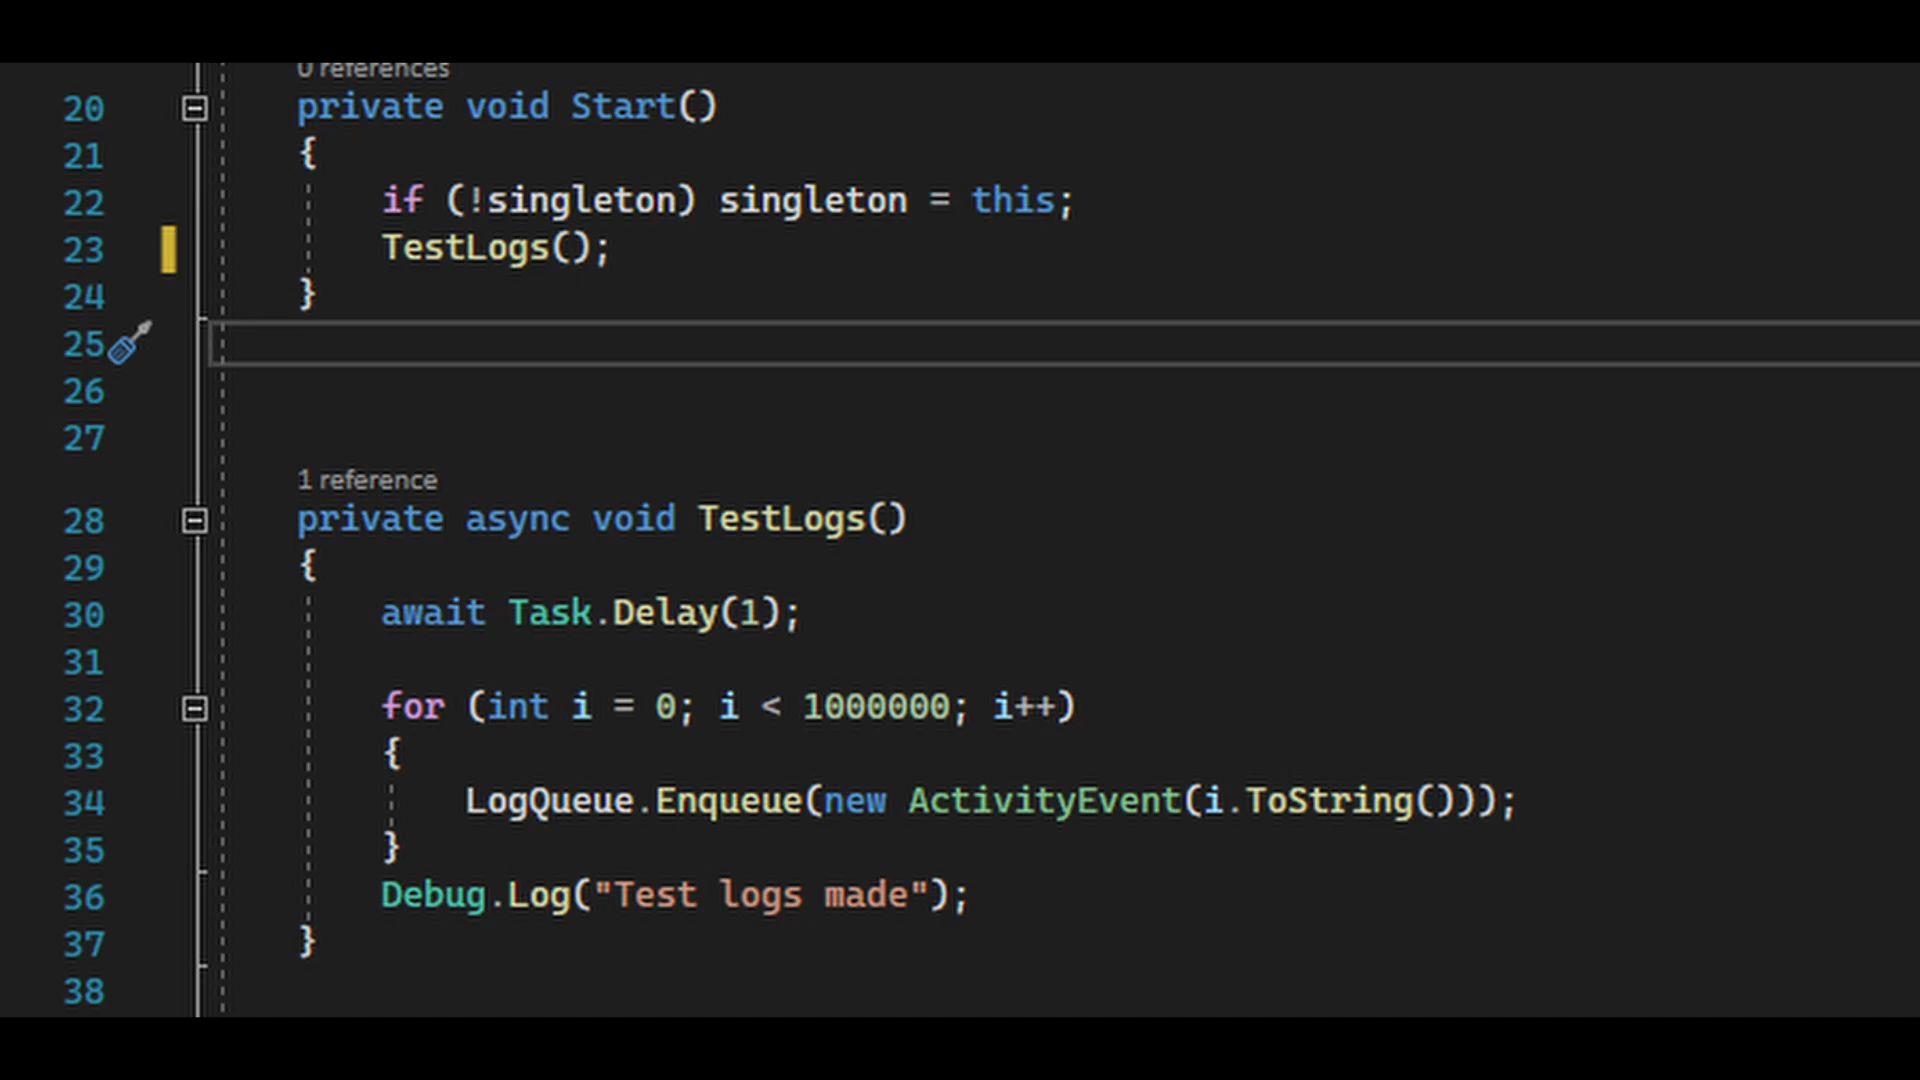 0 references
20 private void Start()
21 {
22 if (!singleton) singleton = this;
23 TestLogs();
24 }
25
26
27
1 reference
28 private async void TestLogs()
29 {
30 await Task.Delay(1);
31
32 for (int i = 0; i < 1000000; i++)
33 {
34 LogQueue.Enqueue(new ActivityEvent(i.ToString()));
35 }
36 Debug.Log("Test logs made");
37 }
38